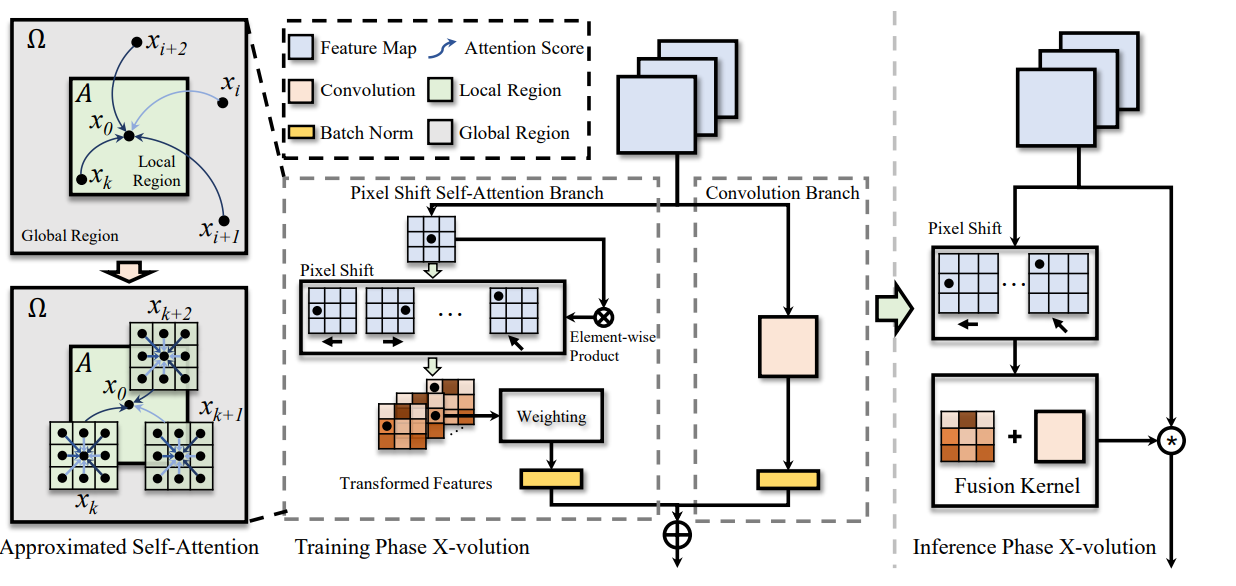 Ω
x_{i+2}
x_i
A
x_0
Local
Region
x_k
x_{i+1}
Global Region
Ω
x_{k+2}
A
x_0
x_{k+1}
x_k
Approximated Self-Attention
Feature Map
Attention Score
Convolution
Local Region
Batch Norm
Global Region
Pixel Shift Self-Attention Branch
Convolution Branch
Pixel Shift
...
Element-wise
Product
Weighting
...
Transformed Features
Training Phase X-volution
Pixel Shift
...
+
*
Fusion Kernel
Inference Phase X-volution